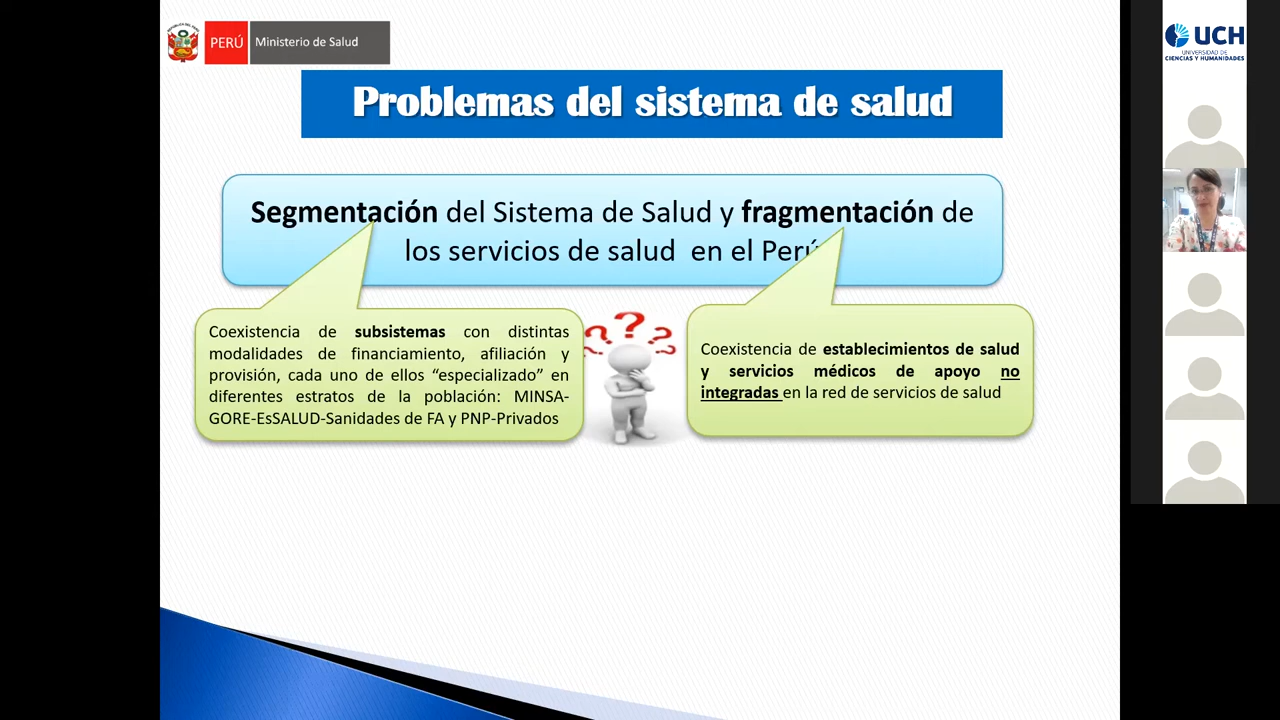 PERÚ Ministerio de Salud
Problemas del sistema de salud
Segmentación del Sistema de Salud y fragmentación de
los servicios de salud en el Perú
Coexistencia de subsistemas con distintas
modalidades de financiamiento, afiliación y
provisión, cada uno de ellos “especializado” en
diferentes estratos de la población: MINSA-
GORE-EsSALUD-Sanidades de FA y PNP-Privados
Coexistencia de establecimientos de salud
y servicios médicos de apoyo no
integradas en la red de servicios de salud
UCH
UNIVERSIDAD DE
CIENCIAS Y HUMANIDADES